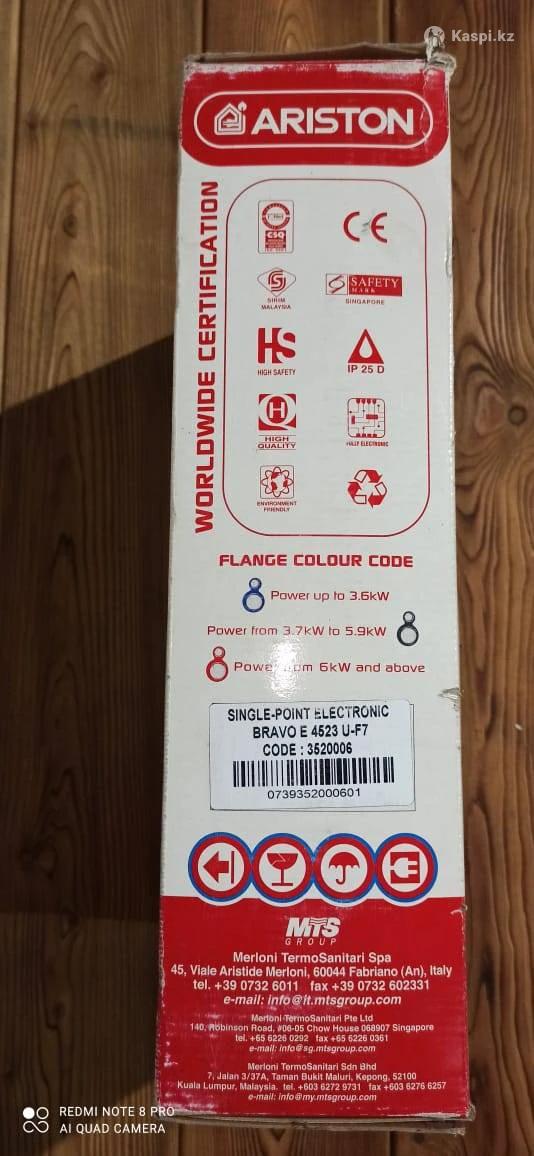 Kaspi.kz
ARISTON
WORLDWIDE CERTIFICATION
CSQ
CE
SIRIM
MALAYSIA
SAFETY
MARK
SINGAPORE
HS
HIGH SAFETY
IP 25 D
HQ
HIGH
QUALITY
FULLY ELECTRONIC
ENVIRONMENT
FRIENDLY
FLANGE COLOUR CODE
Power up to 3.6kW
Power from 3.7kW to 5.9kW
Power from 6kW and above
SINGLE-POINT ELECTRONIC
BRAVO E 4523 U-F7
CODE : 3520006
0739352000601
MTS
GROUP
Merloni TermoSanitari Spa
45, Viale Aristide Merloni, 60044 Fabriano (An), Italy
tel. +39 0732 6011 fax +39 0732 602331
e-mail: info@it.mtsgroup.com
Merloni TermoSanitari Pte Ltd
140, Robinson Road, #06-05 Chow House 068907 Singapore
tel. +65 6226 0292 fax +65 6226 0361
e-mail: info@sg.mtsgroup.com
Merloni TermoSanitari Sdn Bhd
7, Jalan 3/37A, Taman Bukit Maluri, Kepong, 52100
Kuala Lumpur, Malaysia. tel. +603 6272 9731 fax +603 6276 6257
e-mail: info@my.mtsgroup.com
REDMI NOTE 8 PRO
AI QUAD CAMERA